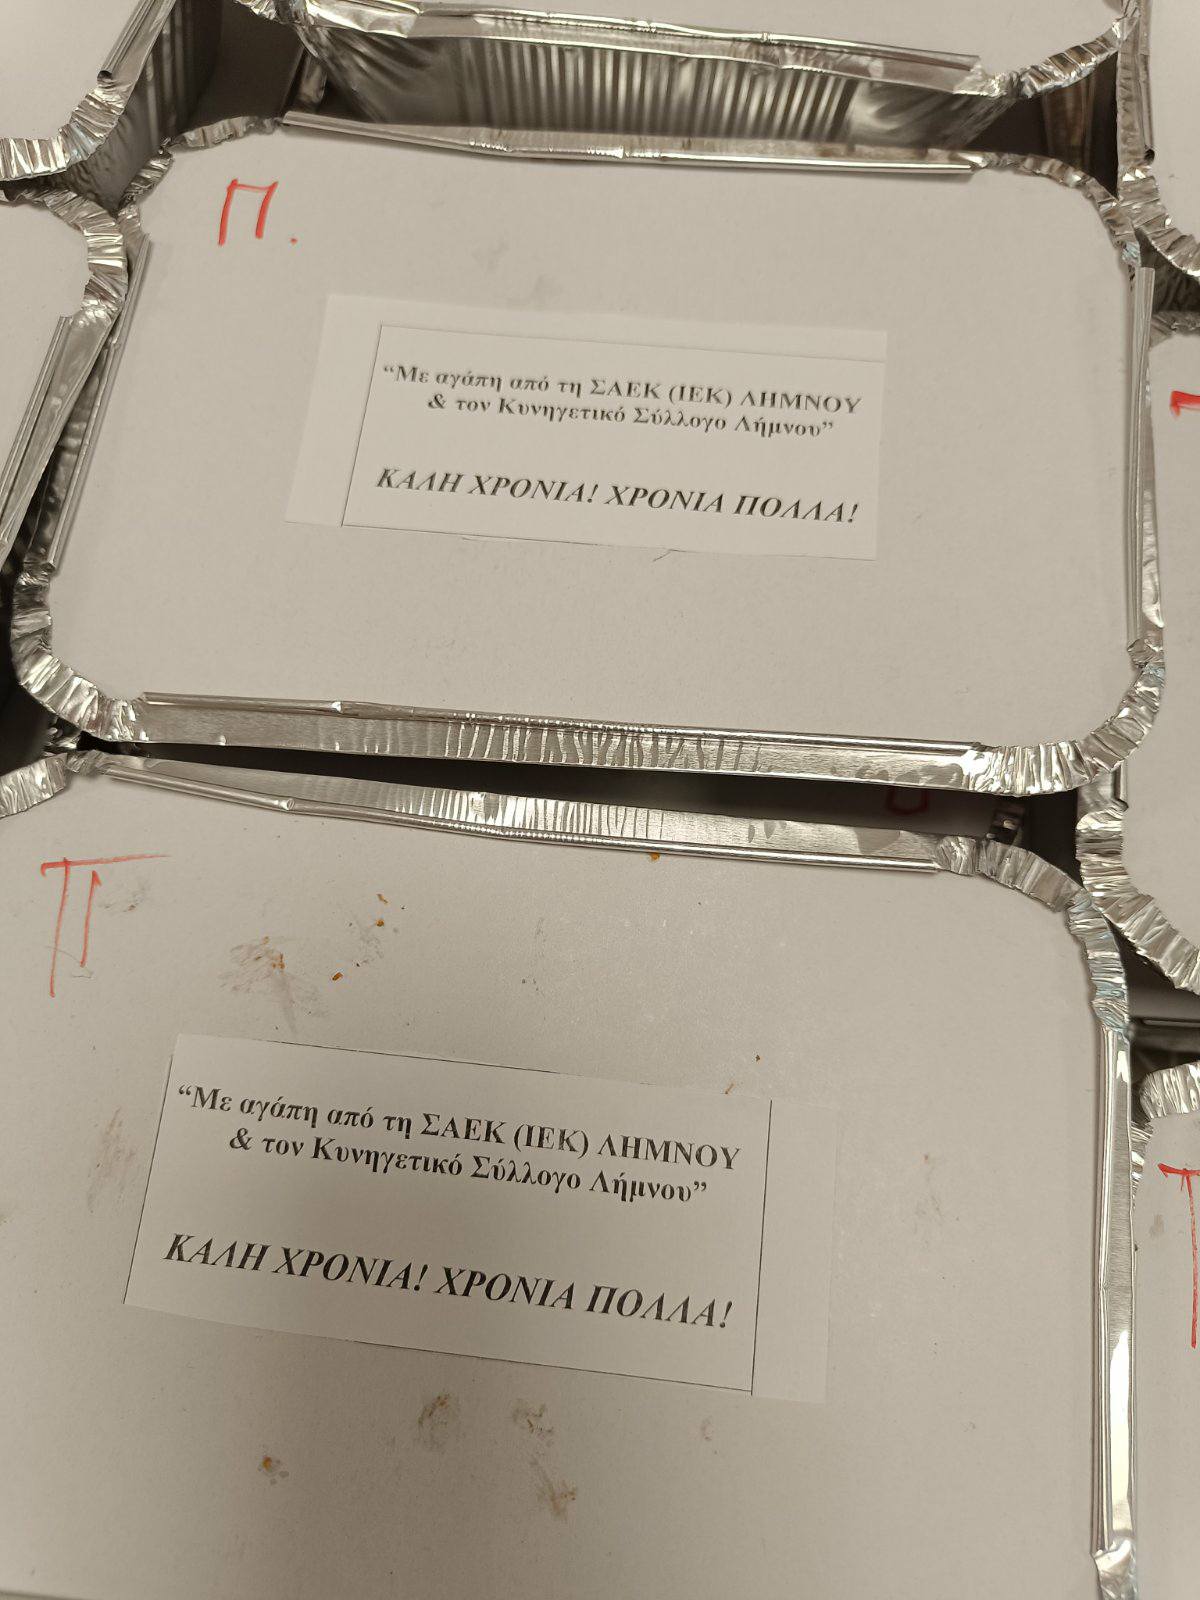 Π.
“Με αγάπη από τη ΣΑΕΚ (ΙΕΚ) ΛΗΜΝΟΥ
& τον Κυνηγετικό Σύλλογο Λήμνου”
ΚΑΛΗ ΧΡΟΝΙΑ! ΧΡΟΝΙΑ ΠΟΛΛΑ!
Π
“Με αγάπη από τη ΣΑΕΚ (ΙΕΚ) ΛΗΜΝΟΥ
& τον Κυνηγετικό Σύλλογο Λήμνου”
ΚΑΛΗ ΧΡΟΝΙΑ! ΧΡΟΝΙΑ ΠΟΛΛΑ!